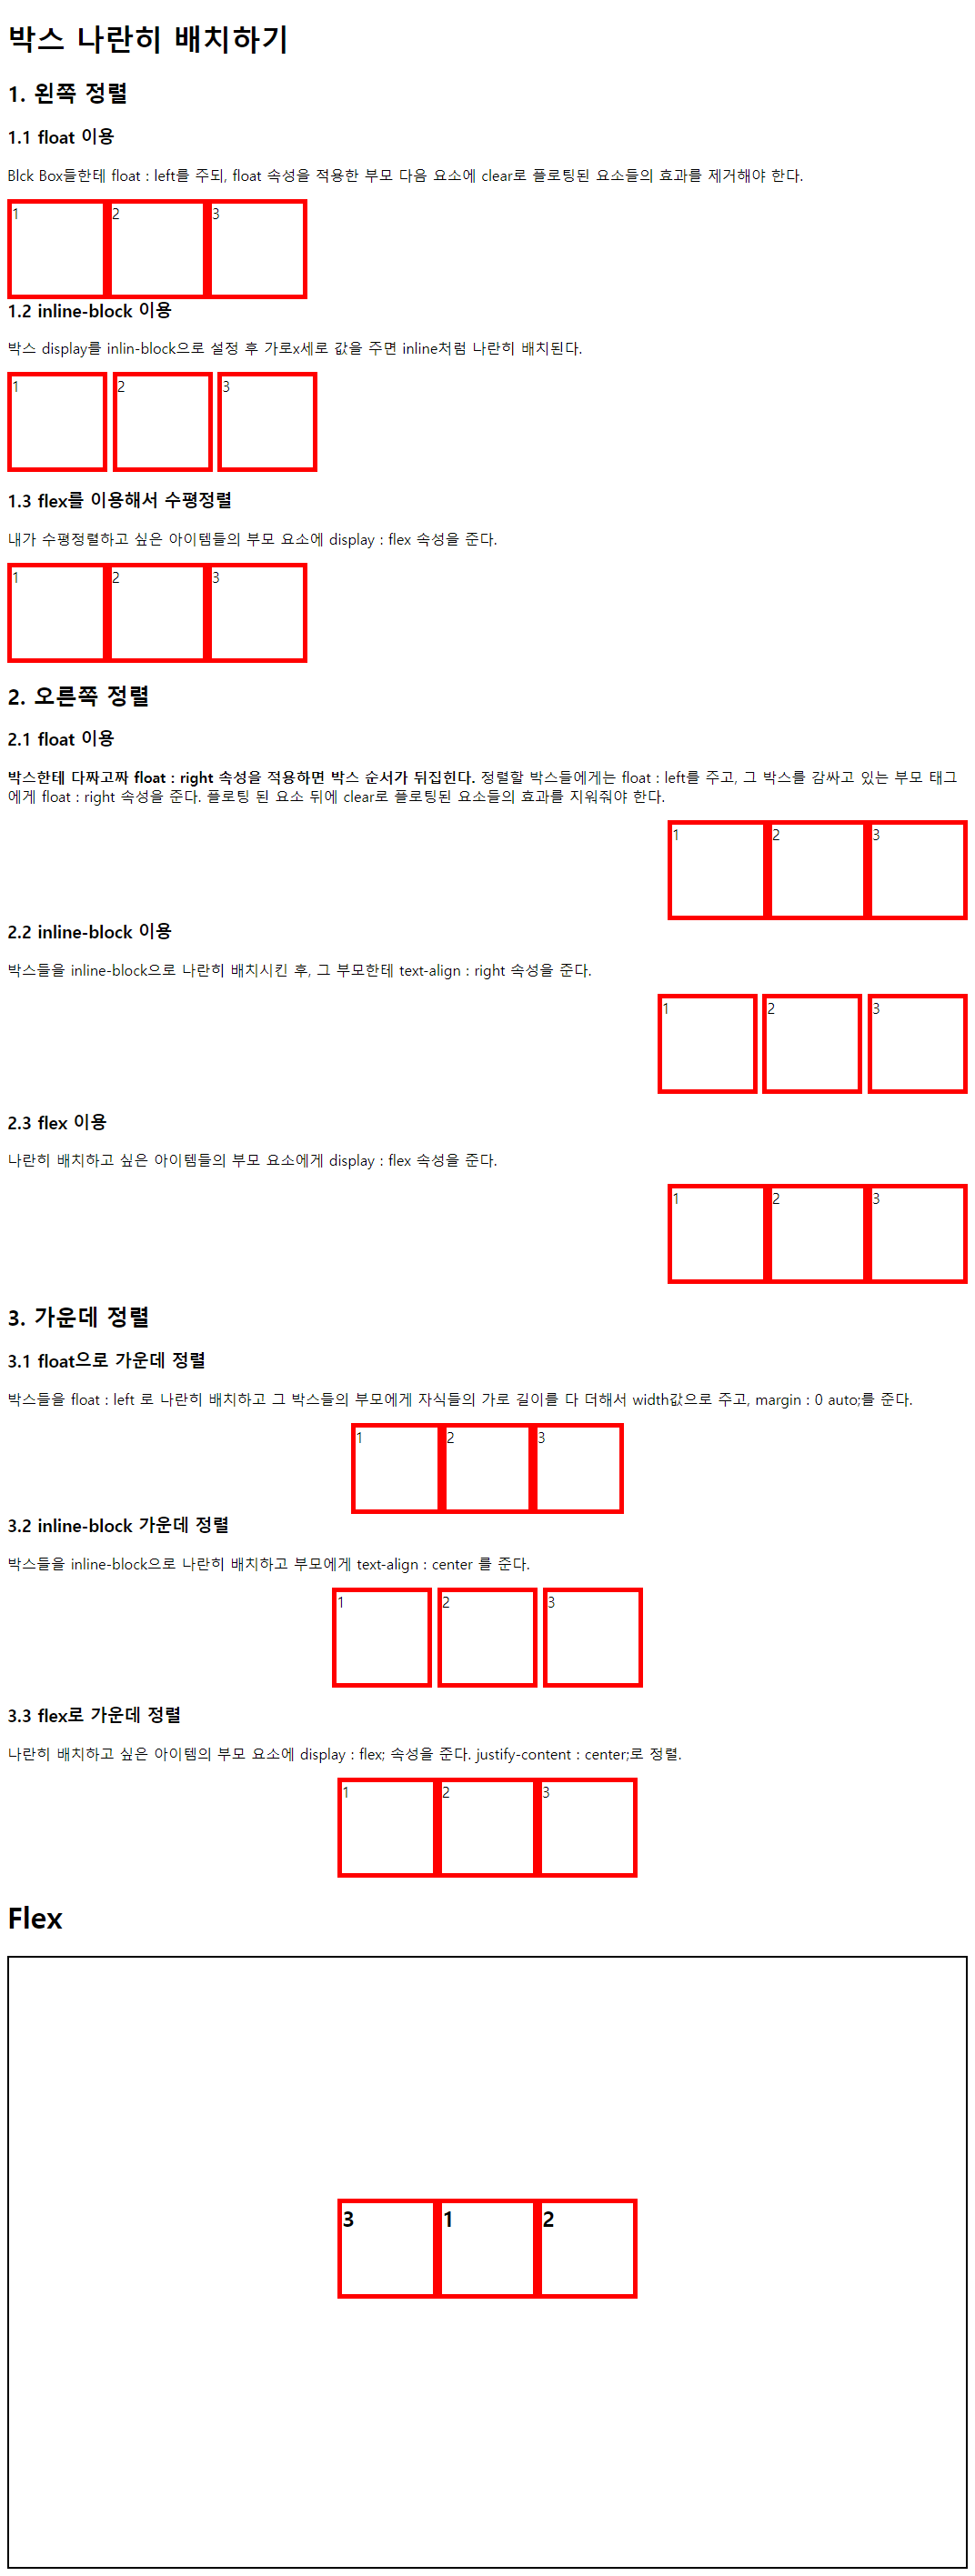 박스 나란히 배치하기
1. 왼쪽 정렬
1.1 float 이용
Blck Box들한테 float : left를 주되, float 속성을 적용한 부모 다음 요소에 clear로 플로팅된 요소들의 효과를 제거해야 한다.
1 2 3
1.2 inline-block 이용
박스 display를 inlin-block으로 설정 후 가로x세로 값을 주면 inline처럼 나란히 배치된다.
1 2 3
1.3 flex를 이용해서 수평정렬
내가 수평정렬하고 싶은 아이템들의 부모 요소에 display : flex 속성을 준다.
1 2 3
2. 오른쪽 정렬
2.1 float 이용
박스한테 다짜고짜 float : right 속성을 적용하면 박스 순서가 뒤집힌다. 정렬할 박스들에게는 float : left를 주고, 그 박스를 감싸고 있는 부모 태그
에게 float : right 속성을 준다. 플로팅 된 요소 뒤에 clear로 플로팅된 요소들의 효과를 지워줘야 한다.
1 2 3
2.2 inline-block 이용
박스들을 inline-block으로 나란히 배치시킨 후, 그 부모한테 text-align : right 속성을 준다.
1 2 3
2.3 flex 이용
나란히 배치하고 싶은 아이템들의 부모 요소에게 display : flex 속성을 준다.
1 2 3
3. 가운데 정렬
3.1 float으로 가운데 정렬
박스들을 float : left 로 나란히 배치하고 그 박스들의 부모에게 자식들의 가로 길이를 다 더해서 width값으로 주고, margin : 0 auto;를 준다.
1 2 3
3.2 inline-block 가운데 정렬
박스들을 inline-block으로 나란히 배치하고 부모에게 text-align : center 를 준다.
1 2 3
3.3 flex로 가운데 정렬
나란히 배치하고 싶은 아이템의 부모 요소에 display : flex; 속성을 준다. justify-content : center;로 정렬.
1 2 3
Flex
3 1 2